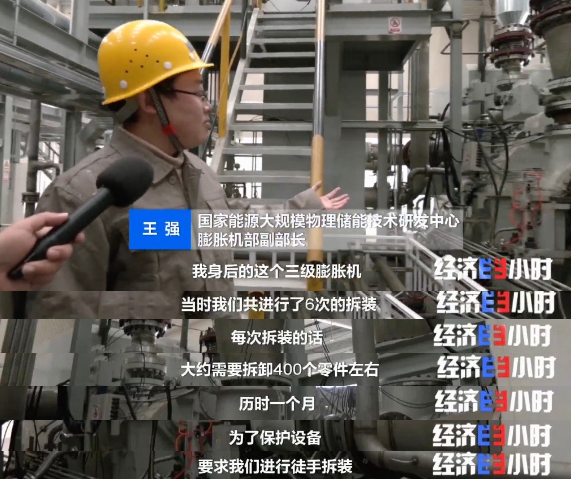 王强
国家能源大规模物理储能技术研发中心
膨胀机部副部长
我身后的这个三级膨胀机
经济半小时
当时我们共进行了6次的拆装
经济半小时
每次拆装的话
经济半小时
大约需要拆卸400个零件左右
经济半小时
历时一个月
经济半小时
为了保护设备
经济半小时
要求我们进行徒手拆装
经济半小时